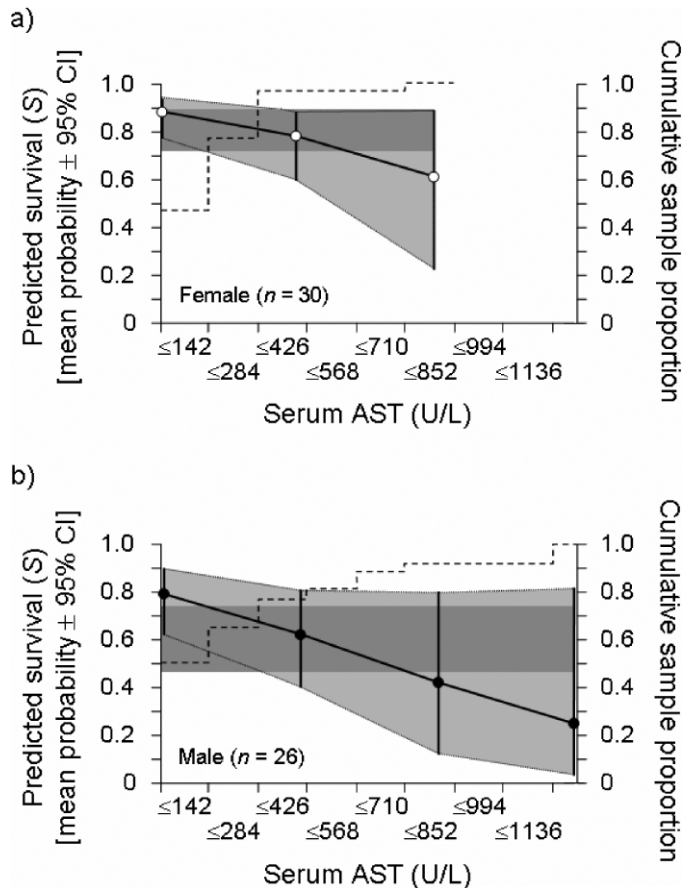 a)
Predicted survival (S)
[mean probability ± 95% CI]
1.0
0.8
0.6
0.4
0.2
0
Female (n = 30)
1.0
0.8
0.6
0.4
0.2
0
Cumulative sample proportion
≤142 ≤426 ≤710 ≤994
≤284 ≤568 ≤852 ≤1136
Serum AST (U/L)
b)
Predicted survival (S)
[mean probability ± 95% CI]
1.0
0.8
0.6
0.4
0.2
0
Male (n = 26)
1.0
0.8
0.6
0.4
0.2
0
Cumulative sample proportion
≤142 ≤426 ≤710 ≤994
≤284 ≤568 ≤852 ≤1136
Serum AST (U/L)